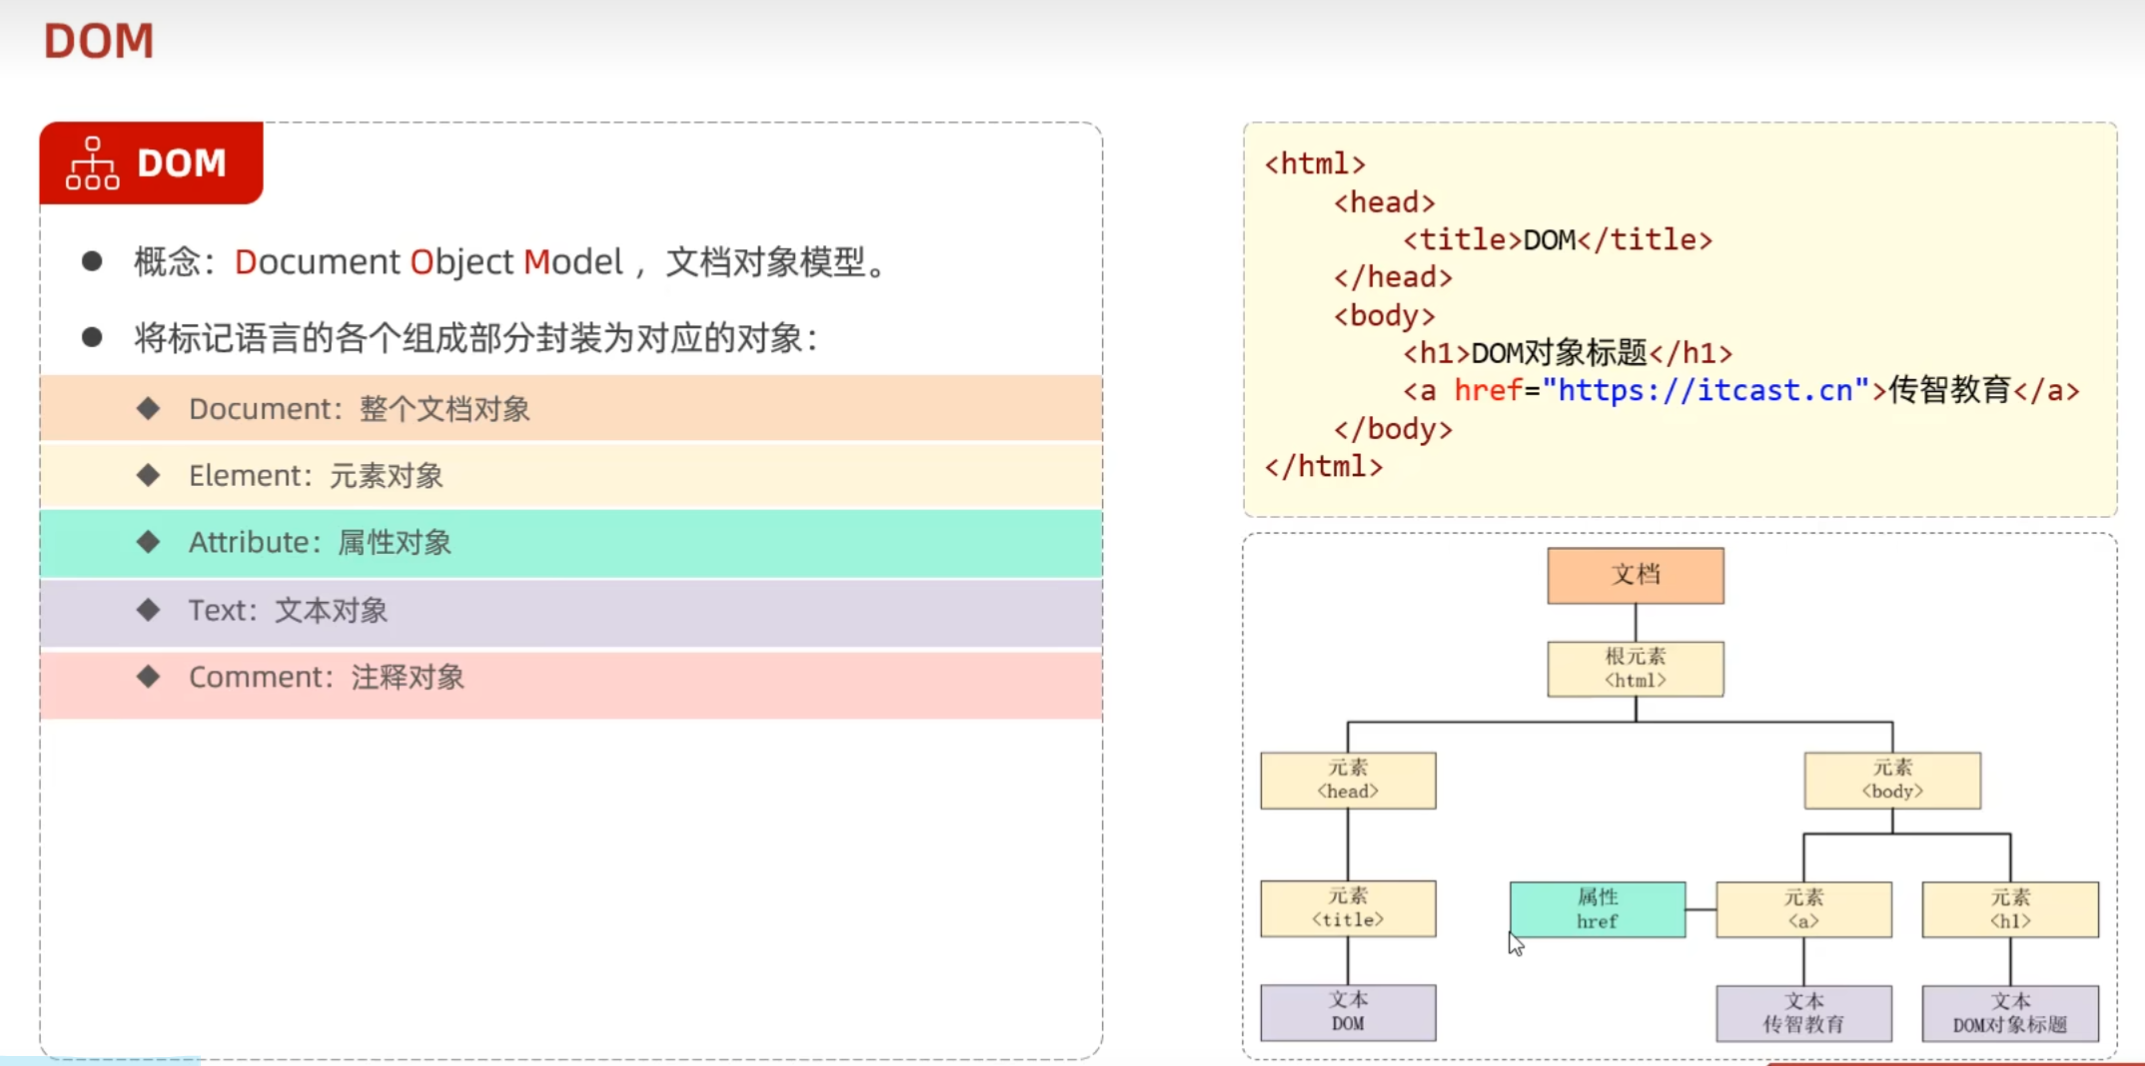 DOM
DOM
概念：Document Object Model ，文档对象模型。
将标记语言的各个组成部分封装为对应的对象：
Document：整个文档对象
Element：元素对象
Attribute：属性对象
Text：文本对象
Comment：注释对象
<html>
<head>
<title>DOM</title>
</head>
<body>
<h1>DOM对象标题</h1>
<a href="https://itcast.cn">传智教育</a>
</body>
</html>
文档
根元素
<html>
元素
<head>
元素
<body>
元素
<title>
属性
href
元素
<a>
元素
<h1>
文本
DOM
文本
传智教育
文本
DOM对象标题